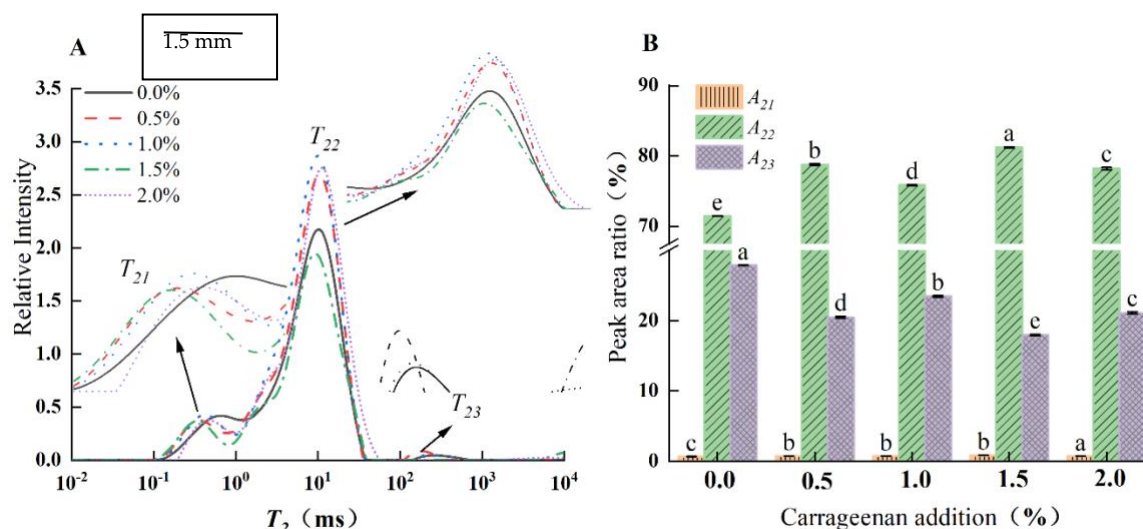 A
1.5 mm
3.5
3.0
2.5
2.0
1.5
1.0
0.5
0.0
Relative Intensity
0.0%
0.5%
1.0%
1.5%
2.0%
T21
T22
T23
10-2 10-1 100 101 102 103 104
T2 (ms)
B
90
80
70
20
10
0
Peak area ratio (%)
A21
A22
A23
c e a
b b d
b d b
b a e
a c c
0.0 0.5 1.0 1.5 2.0
Carrageenan addition (%)